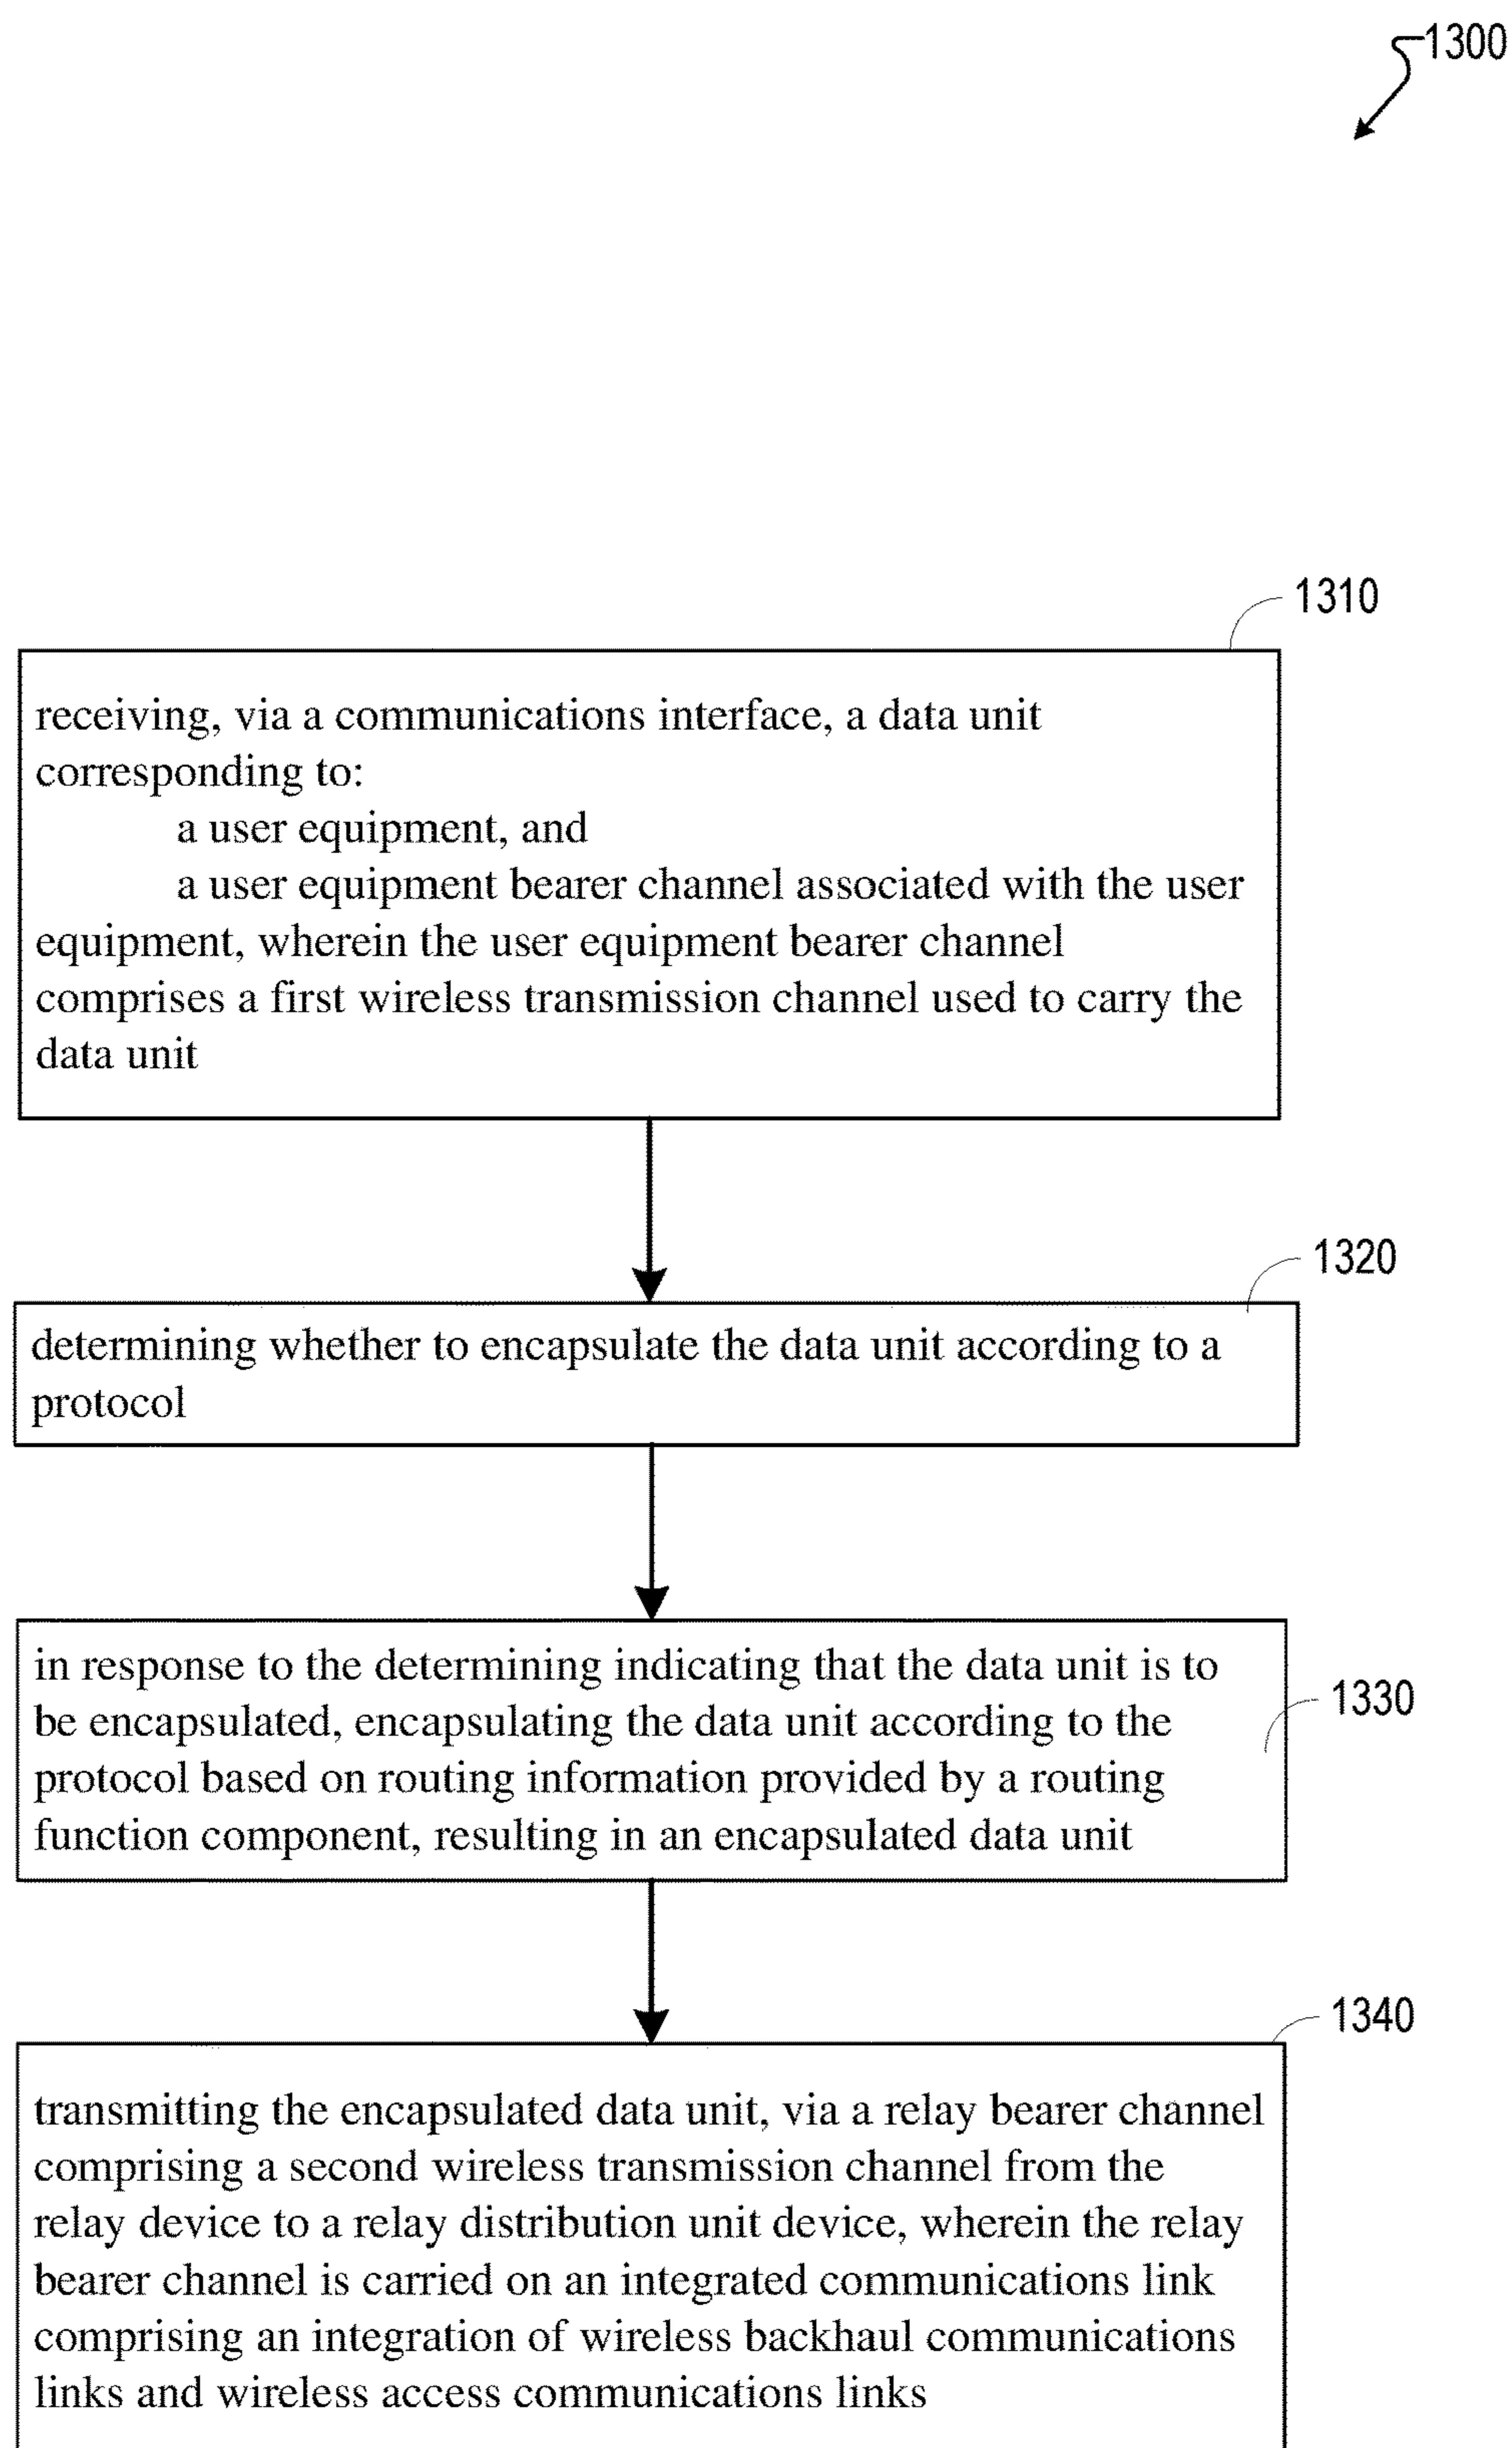 1300
1310
receiving, via a communications interface, a data unit
corresponding to:
a user equipment, and
a user equipment bearer channel associated with the user
equipment, wherein the user equipment bearer channel
comprises a first wireless transmission channel used to carry the
data unit
1320
determining whether to encapsulate the data unit according to a
protocol
in response to the determining indicating that the data unit is to
be encapsulated, encapsulating the data unit according to the
protocol based on routing information provided by a routing
function component, resulting in an encapsulated data unit
1330
1340
transmitting the encapsulated data unit, via a relay bearer channel
comprising a second wireless transmission channel from the
relay device to a relay distribution unit device, wherein the relay
bearer channel is carried on an integrated communications link
comprising an integration of wireless backhaul communications
links and wireless access communications links